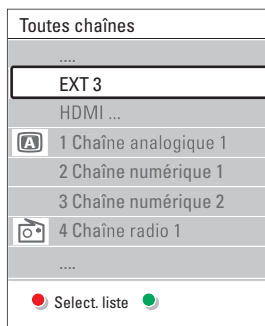 Toutes chaînes
....
EXT 3
HDMI ...
A 1 Chaîne analogique 1
2 Chaîne numérique 1
3 Chaîne numérique 2
4 Chaîne radio 1
....
Select. liste